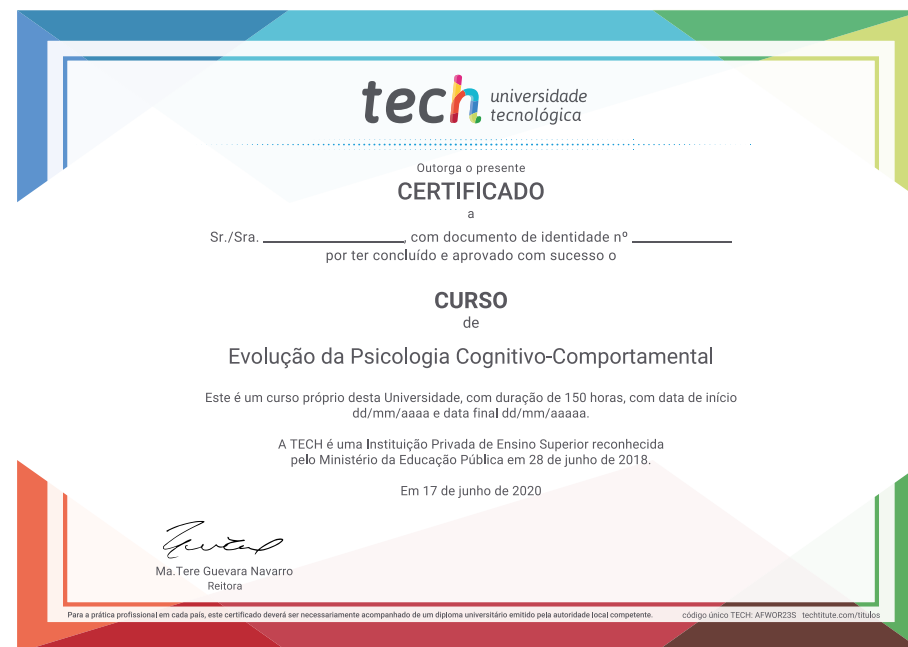 tech universidade
tecnológica
Outorga o presente
CERTIFICADO
a
Sr./Sra. ____________, com documento de identidade nº ____________
por ter concluído e aprovado com sucesso o
CURSO
de
Evolução da Psicologia Cognitivo-Comportamental
Este é um curso próprio desta Universidade, com duração de 150 horas, com data de início
dd/mm/aaaa e data final dd/mm/aaaaa.
A TECH é uma Instituição Privada de Ensino Superior reconhecida
pelo Ministério da Educação Pública em 28 de junho de 2018.
Em 17 de junho de 2020
Ma.Tere Guevara Navarro
Reitora
Para a prática profissional em cada país, este certificado deverá ser necessariamente acompanhado de um diploma universitário emitido pela autoridade local competente. código único TECH: AFWOR23S techtitute.com/titulos